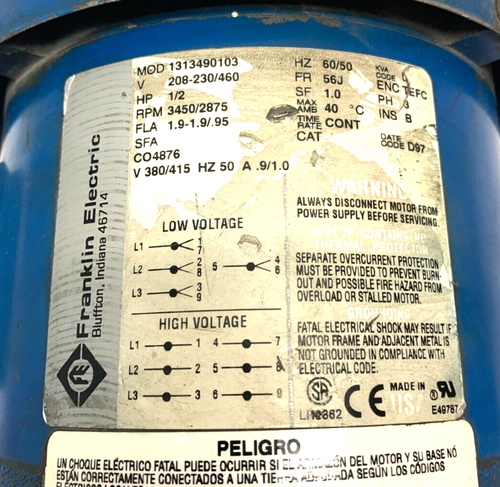 MOD 1313490103
V 208-230/460
HP 1/2
RPM 3450/2875
FLA 1.9-1.9/.95
SFA
CO4876
V 380/415 HZ 50 A .9/1.0
HZ 60/50
FR 56J
SF 1.0
MAX AMB 40 °C
TIME RATE CONT
CAT
KVA CODE L
ENC TEFC
PH 3
INS B
DATE CODE D97
Franklin Electric
Bluffton, Indiana 46714
FE
LOW VOLTAGE
L1 1 7
L2 2 8 5 4 6
L3 3 9
HIGH VOLTAGE
L1 1 4 7
L2 2 5 8
L3 3 6 9
WARNING
ALWAYS DISCONNECT MOTOR FROM
POWER SUPPLY BEFORE SERVICING.
THERMAL PROTECTOR
SEPARATE OVERCURRENT PROTECTION
MUST BE PROVIDED TO PREVENT BURN-
OUT AND POSSIBLE FIRE HAZARD FROM
OVERLOAD OR STALLED MOTOR.
GROUNDING
FATAL ELECTRICAL SHOCK MAY RESULT IF
MOTOR FRAME AND ADJACENT METAL IS
NOT GROUNDED IN COMPLIANCE WITH
ELECTRICAL CODE.
SA
CE
MADE IN
USA
LR2362
E49787
PELIGRO
UN CHOQUE ELÉCTRICO FATAL PUEDE OCURRIR SI EL ARMAZÓN DEL MOTOR Y SU BASE NO
ESTÁN CORRECTAMENTE CONECTADOS A UNA TIERRA ADECUADA SEGÚN LOS CÓDIGOS